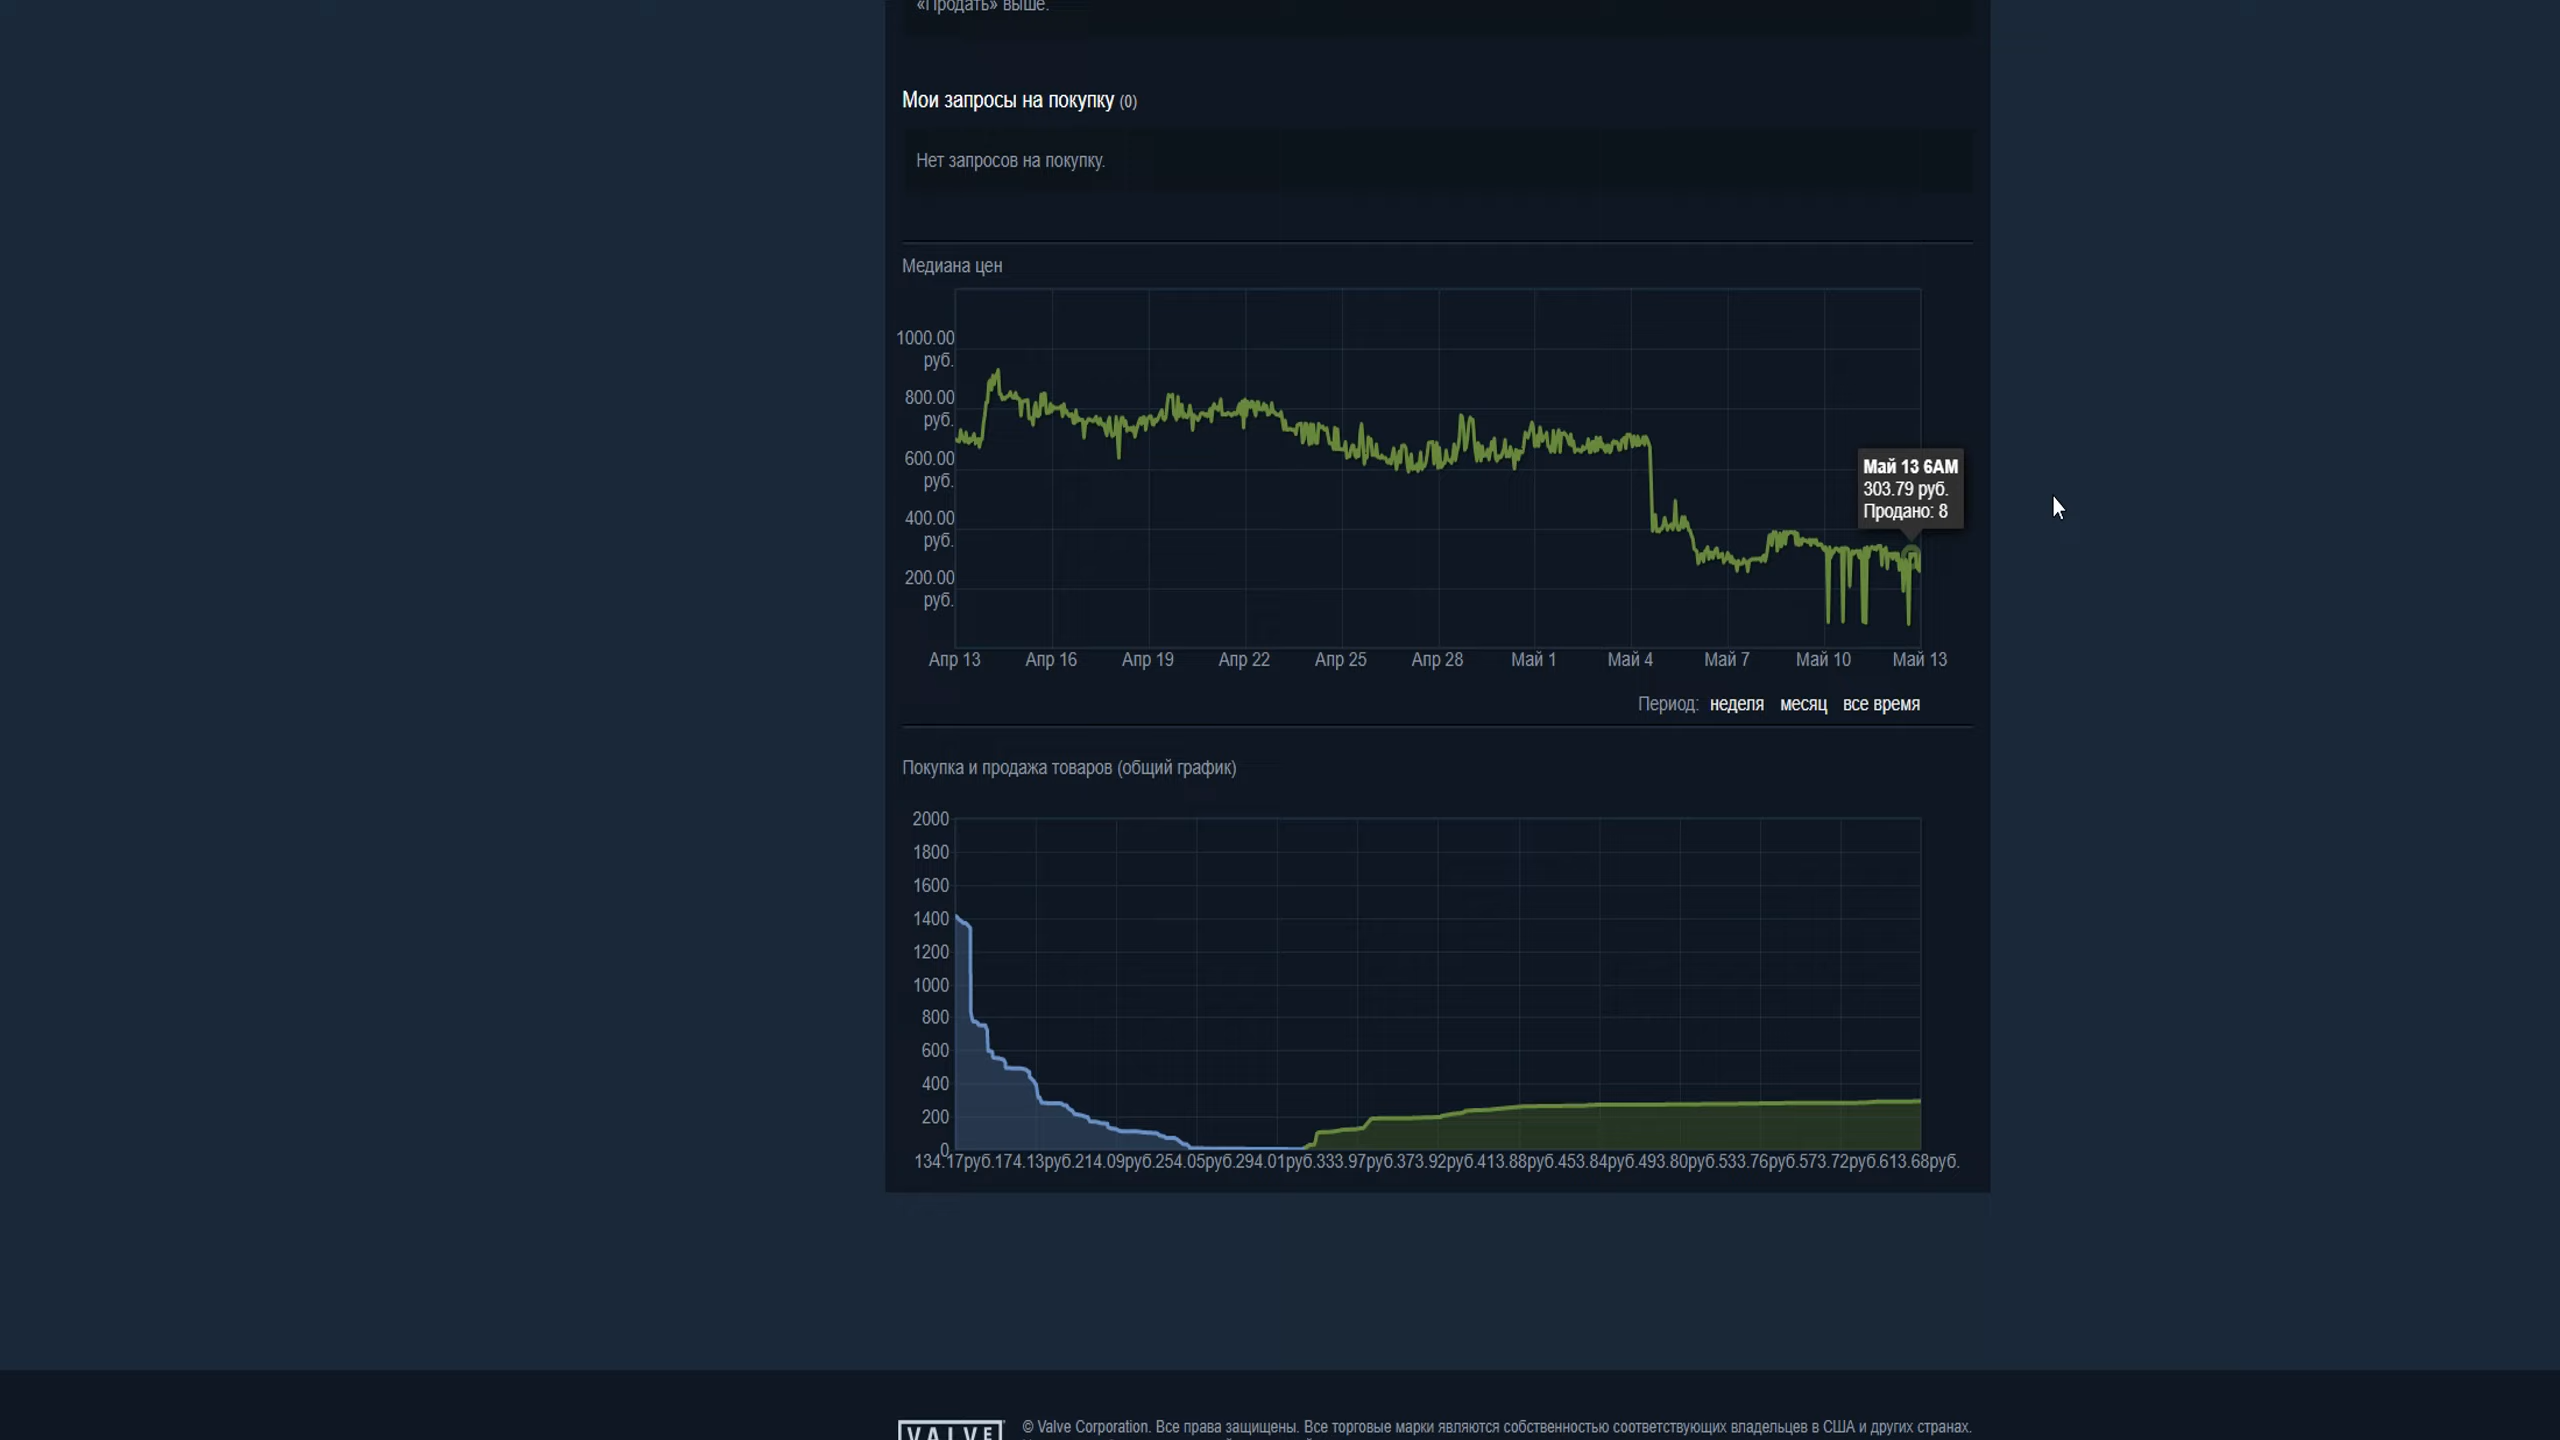 «Продать» выше.
Мои запросы на покупку (0)
Нет запросов на покупку.
Медиана цен
1000.00
руб.
800.00
руб.
600.00
руб.
400.00
руб.
200.00
руб.
Май 13 6AM
303.79 руб.
Продано: 8
Апр 13 Апр 16 Апр 19 Апр 22 Апр 25 Апр 28 Май 1 Май 4 Май 7 Май 10 Май 13
Период: неделя месяц все время
Покупка и продажа товаров (общий график)
2000
1800
1600
1400
1200
1000
800
600
400
200
0
134.17руб.174.13руб.214.09руб.254.05руб.294.01руб.333.97руб.373.92руб.413.88руб.453.84руб.493.80руб.533.76руб.573.72руб.613.68руб.
VALVE
© Valve Corporation. Все права защищены. Все торговые марки являются собственностью соответствующих владельцев в США и других странах.